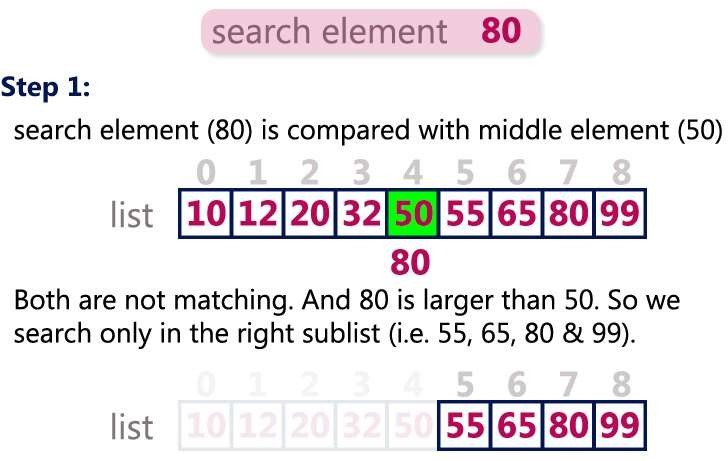 search element 80
Step 1:
search element (80) is compared with middle element (50)
0 1 2 3 4 5 6 7 8
list 10 12 20 32 50 55 65 80 99
80
Both are not matching. And 80 is larger than 50. So we
search only in the right sublist (i.e. 55, 65, 80 & 99).
0 1 2 3 4 5 6 7 8
list 10 12 20 32 50 55 65 80 99